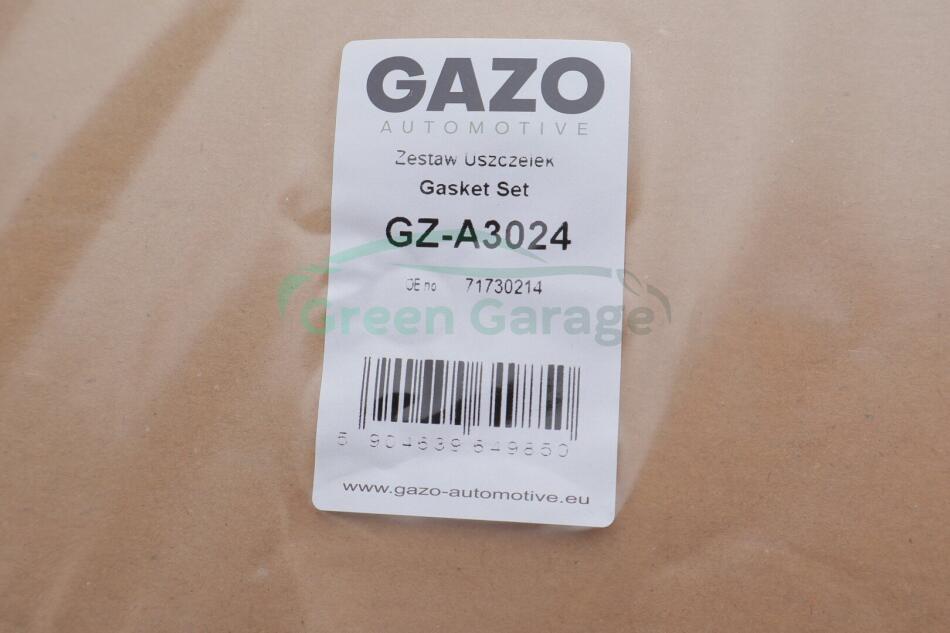 GAZO
AUTOMOTIVE
Zestaw Uszczelek
Gasket Set
GZ-A3024
OE no 71730214
Green Garage
5 904639 649850
www.gazo-automotive.eu